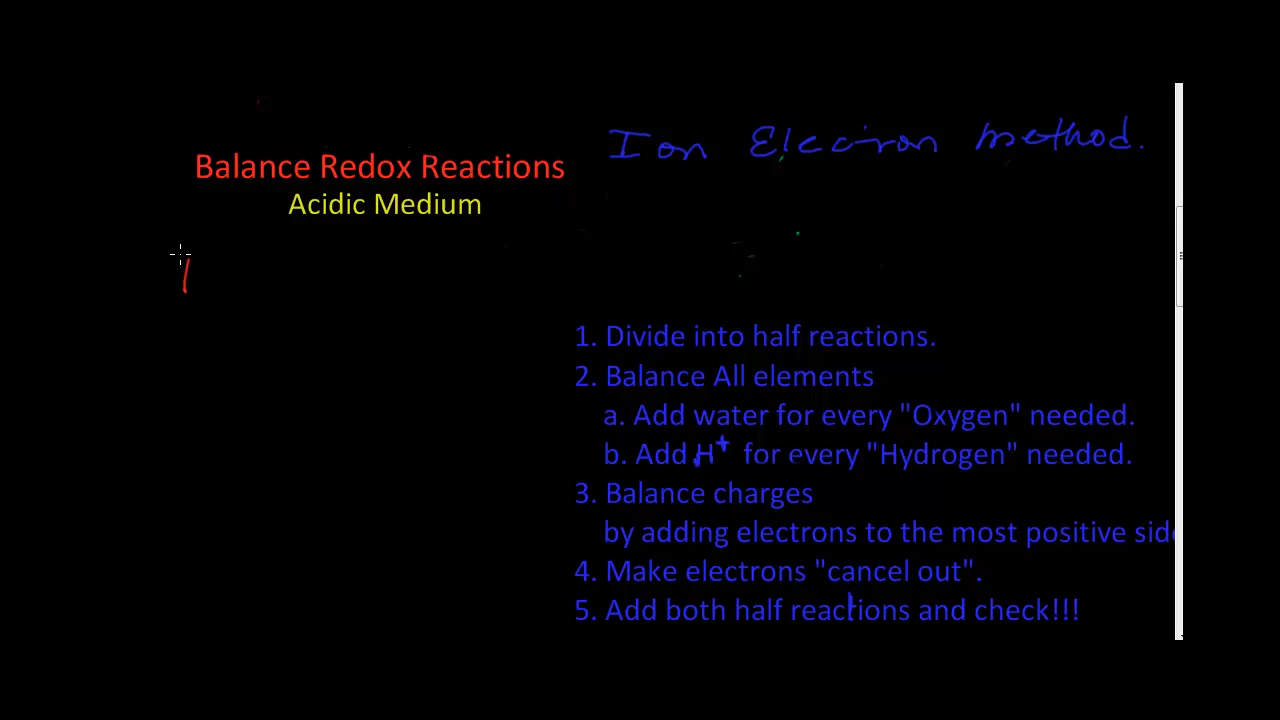 Ion Electron method.
Balance Redox Reactions
Acidic Medium
1. Divide into half reactions.
2. Balance All elements
a. Add water for every "Oxygen" needed.
b. Add H⁺ for every "Hydrogen" needed.
3. Balance charges
by adding electrons to the most positive side
4. Make electrons "cancel out".
5. Add both half reactions and check!!!